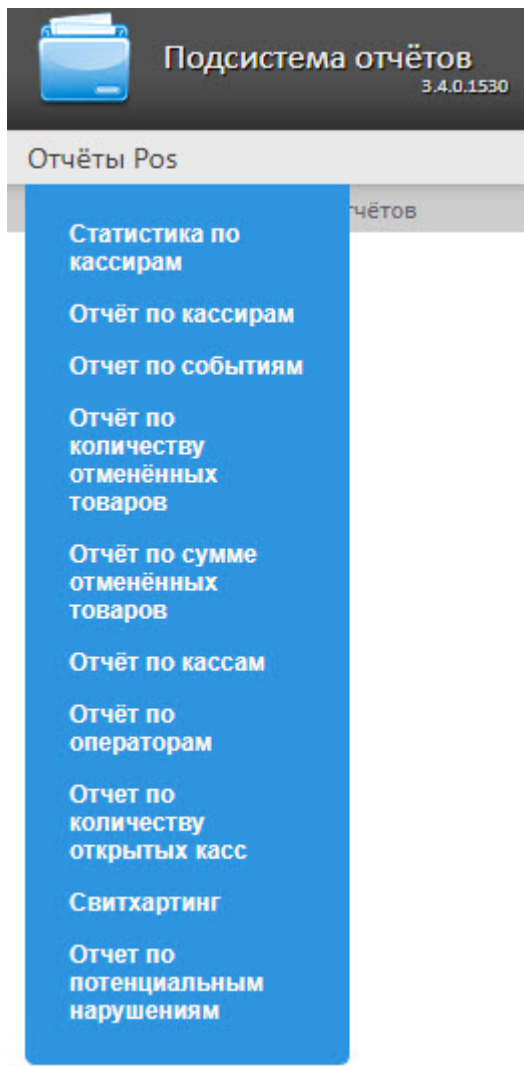 Подсистема отчётов
3.4.0.1530
Отчёты Pos
чётов
Статистика по
кассирам
Отчёт по кассирам
Отчет по событиям
Отчёт по
количеству
отменённых
товаров
Отчёт по сумме
отменённых
товаров
Отчёт по кассам
Отчёт по
операторам
Отчет по
количеству
открытых касс
Свитхартинг
Отчет по
потенциальным
нарушениям